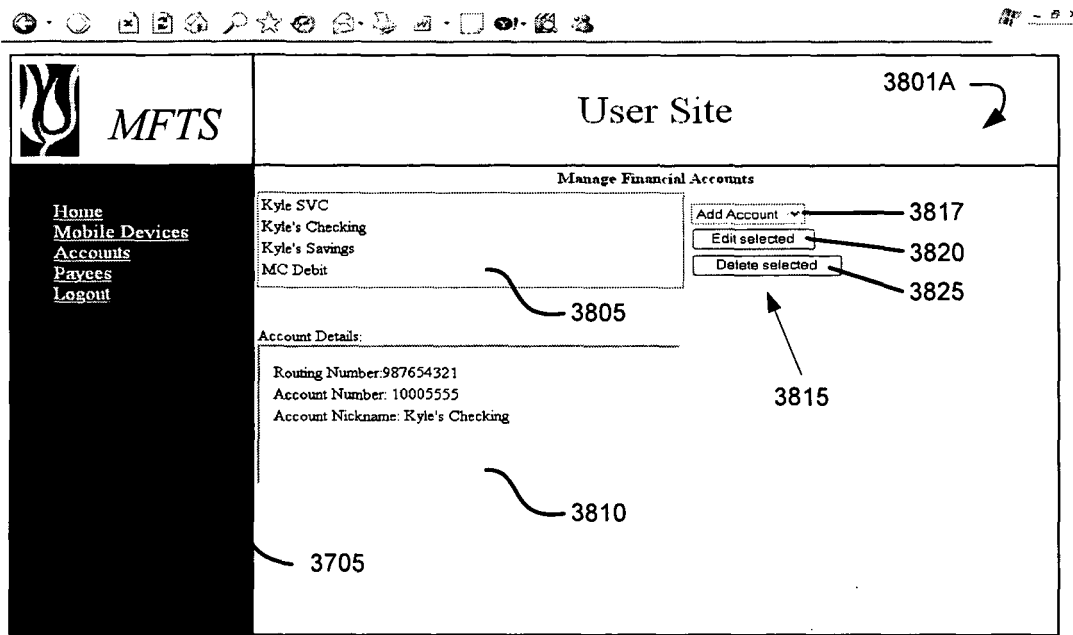 3801A
MFTS
User Site
Manage Financial Accounts
Home
Mobile Devices
Accounts
Payees
Logout
Kyle SVC
Kyle's Checking
Kyle's Savings
MC Debit
Add Account
Edit selected
Delete selected
3817
3820
3825
3805
3815
Account Details:
Routing Number:987654321
Account Number: 10005555
Account Nickname: Kyle's Checking
3810
3705